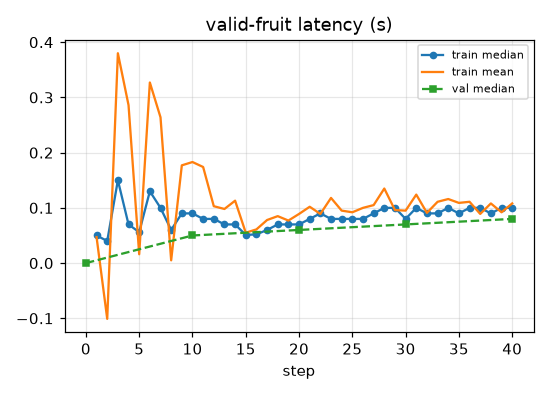 valid-fruit latency (s)
train median
train mean
val median
0.4
0.3
0.2
0.1
0.0
−0.1
0 5 10 15 20 25 30 35 40
step